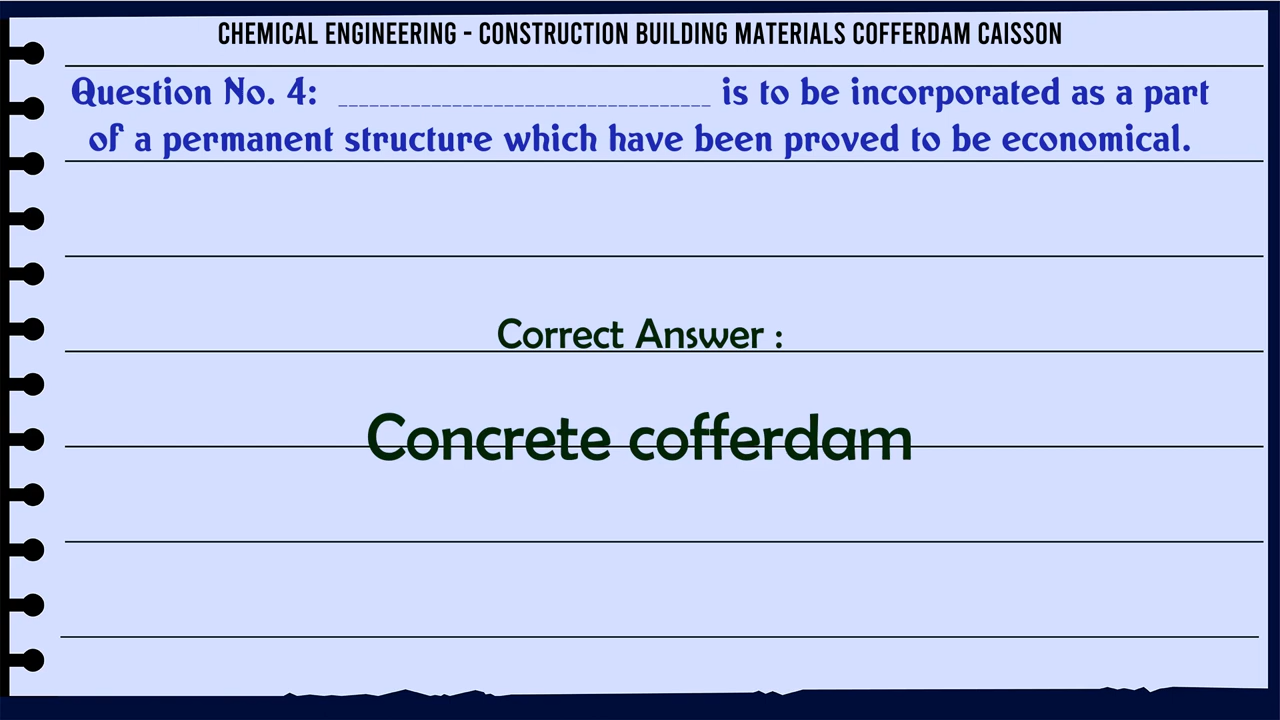 CHEMICAL ENGINEERING - CONSTRUCTION BUILDING MATERIALS COFFERDAM CAISSON
Question No. 4: __________________________________ is to be incorporated as a part
of a permanent structure which have been proved to be economical.
Correct Answer :
Concrete cofferdam